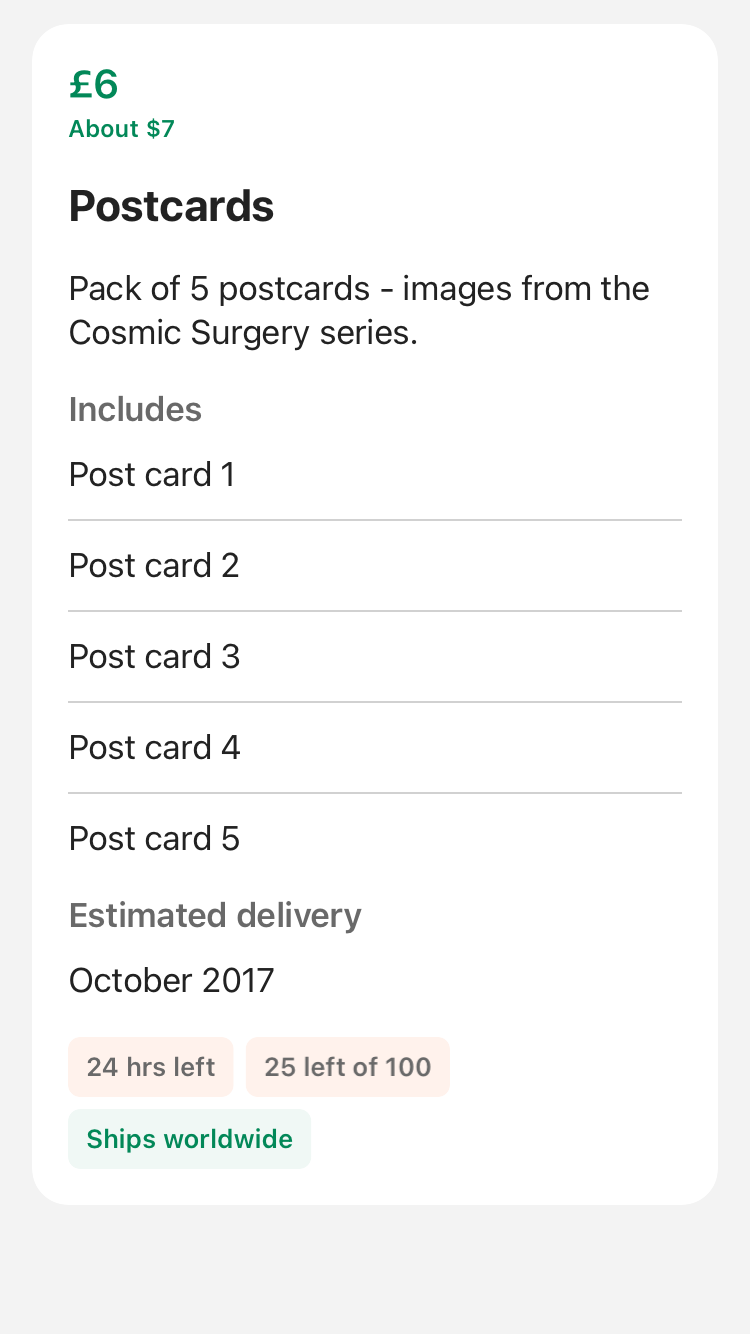 £6
About $7
Postcards
Pack of 5 postcards - images from the
Cosmic Surgery series.
Includes
Post card 1
Post card 2
Post card 3
Post card 4
Post card 5
Estimated delivery
October 2017
24 hrs left
25 left of 100
Ships worldwide